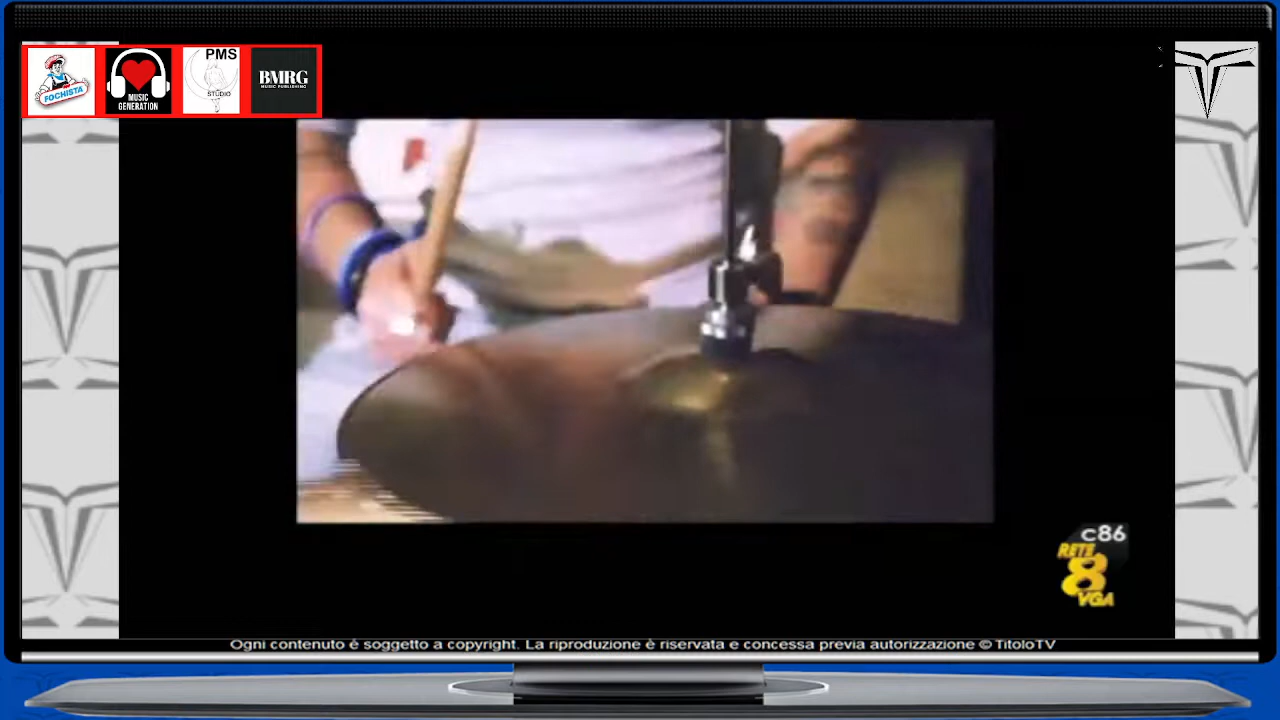 FOCHISTA
MUSIC
GENERATION
PMS
STUDIO
BMRG
MUSIC PUBLISHING
c86
RETE
8
VGA
Ogni contenuto é soggetto a copyright. La riproduzione è riservata e concessa previa autorizzazione © TitoloTV